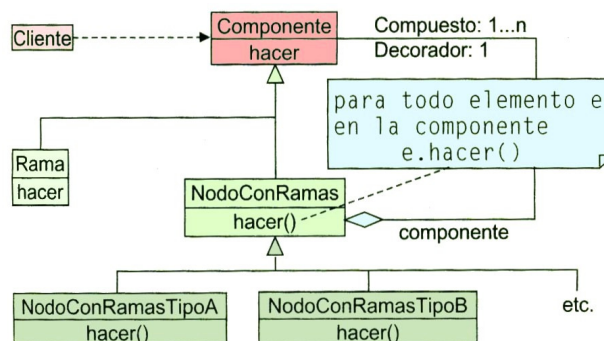 Componente
hacer
Cliente
Compuesto: 1...n
Decorador: 1
para todo elemento e
en la componente
e.hacer()
Rama
hacer
NodoConRamas
hacer()
componente
NodoConRamasTipoA
hacer()
NodoConRamasTipoB
hacer()
etc.